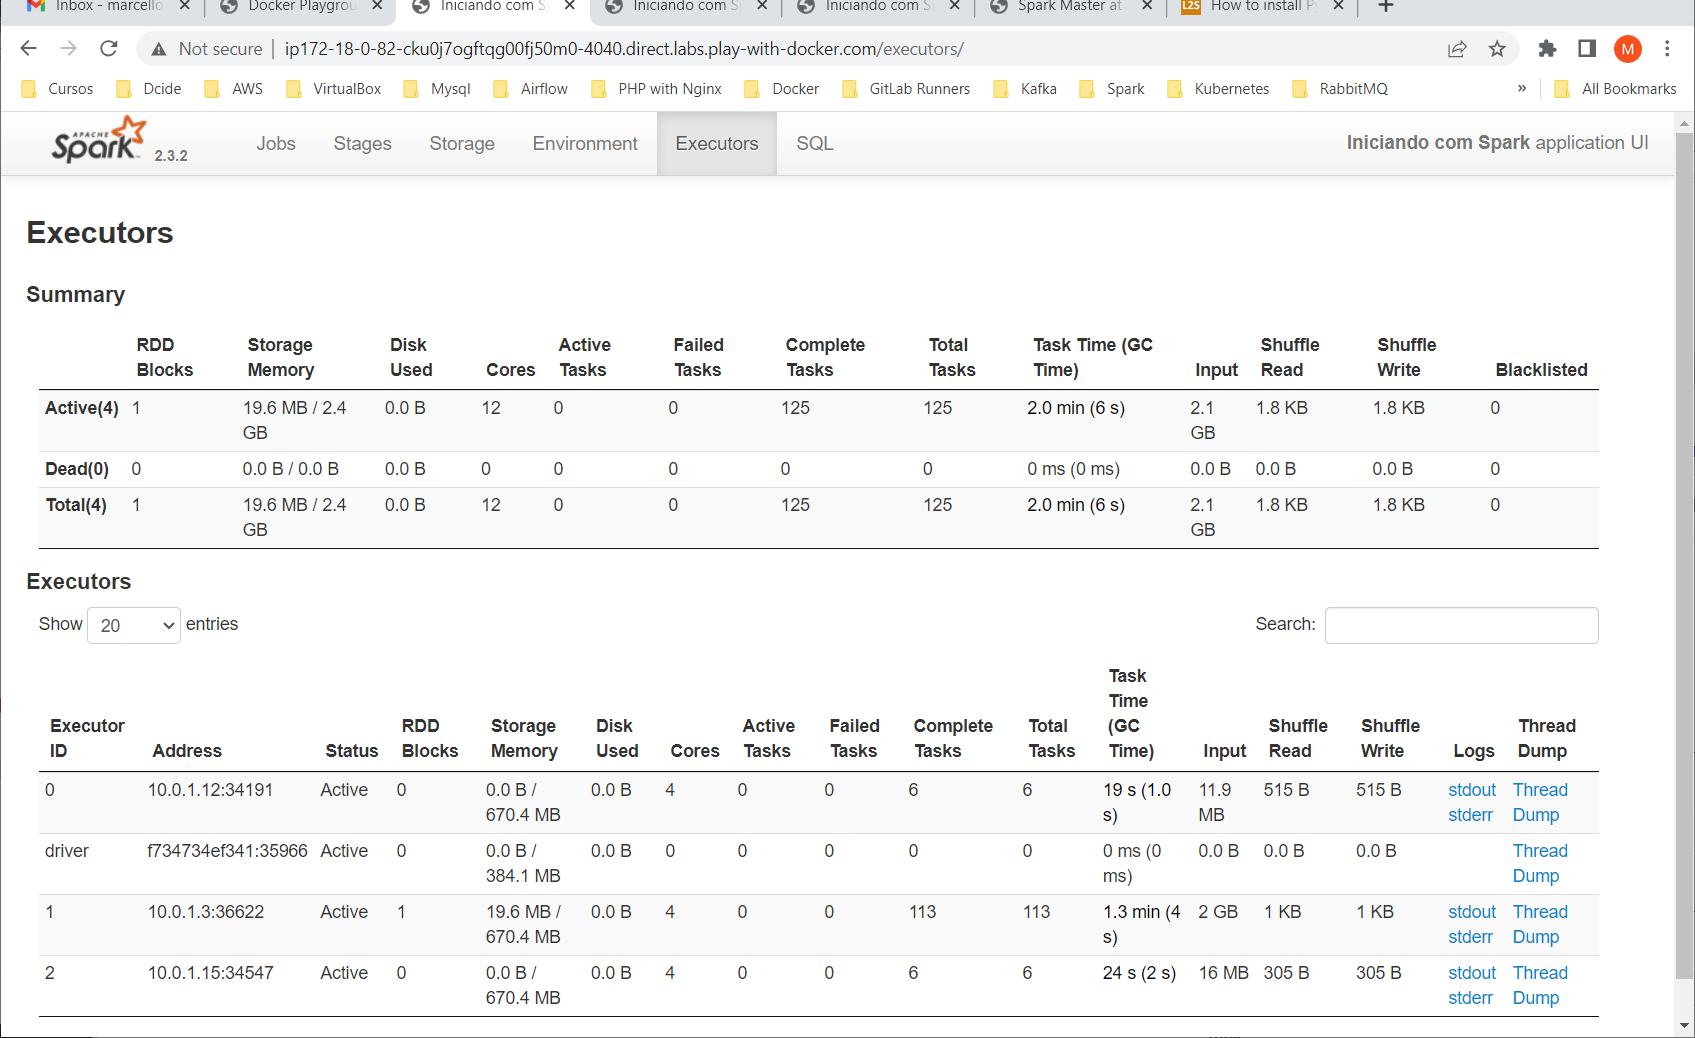 Inbox - marcello
Docker Playgrou
Iniciando com S
Iniciando com S
Iniciando com S
Spark Master at
L2S How to install P
Not secure | ip172-18-0-82-cku0j7ogftqg00fj50m0-4040.direct.labs.play-with-docker.com/executors/
M
Cursos Dcide AWS VirtualBox Mysql Airflow PHP with Nginx Docker GitLab Runners Kafka Spark Kubernetes RabbitMQ » All Bookmarks
APACHE Spark 2.3.2 Jobs Stages Storage Environment Executors SQL Iniciando com Spark application UI
Executors
Summary
RDD Blocks Storage Memory Disk Used Cores Active Tasks Failed Tasks Complete Tasks Total Tasks Task Time (GC Time) Input Shuffle Read Shuffle Write Blacklisted
Active(4) 1 19.6 MB / 2.4 GB 0.0 B 12 0 0 125 125 2.0 min (6 s) 2.1 GB 1.8 KB 1.8 KB 0
Dead(0) 0 0.0 B / 0.0 B 0.0 B 0 0 0 0 0 0 ms (0 ms) 0.0 B 0.0 B 0.0 B 0
Total(4) 1 19.6 MB / 2.4 GB 0.0 B 12 0 0 125 125 2.0 min (6 s) 2.1 GB 1.8 KB 1.8 KB 0
Executors
Show 20 entries Search:
Executor ID Address Status RDD Blocks Storage Memory Disk Used Cores Active Tasks Failed Tasks Complete Tasks Total Tasks Task Time (GC Time) Input Shuffle Read Shuffle Write Logs Thread Dump
0 10.0.1.12:34191 Active 0 0.0 B / 670.4 MB 0.0 B 4 0 0 6 6 19 s (1.0 s) 11.9 MB 515 B 515 B stdout stderr Thread Dump
driver f734734ef341:35966 Active 0 0.0 B / 384.1 MB 0.0 B 0 0 0 0 0 0 ms (0 ms) 0.0 B 0.0 B 0.0 B Thread Dump
1 10.0.1.3:36622 Active 1 19.6 MB / 670.4 MB 0.0 B 4 0 0 113 113 1.3 min (4 s) 2 GB 1 KB 1 KB stdout stderr Thread Dump
2 10.0.1.15:34547 Active 0 0.0 B / 670.4 MB 0.0 B 4 0 0 6 6 24 s (2 s) 16 MB 305 B 305 B stdout stderr Thread Dump